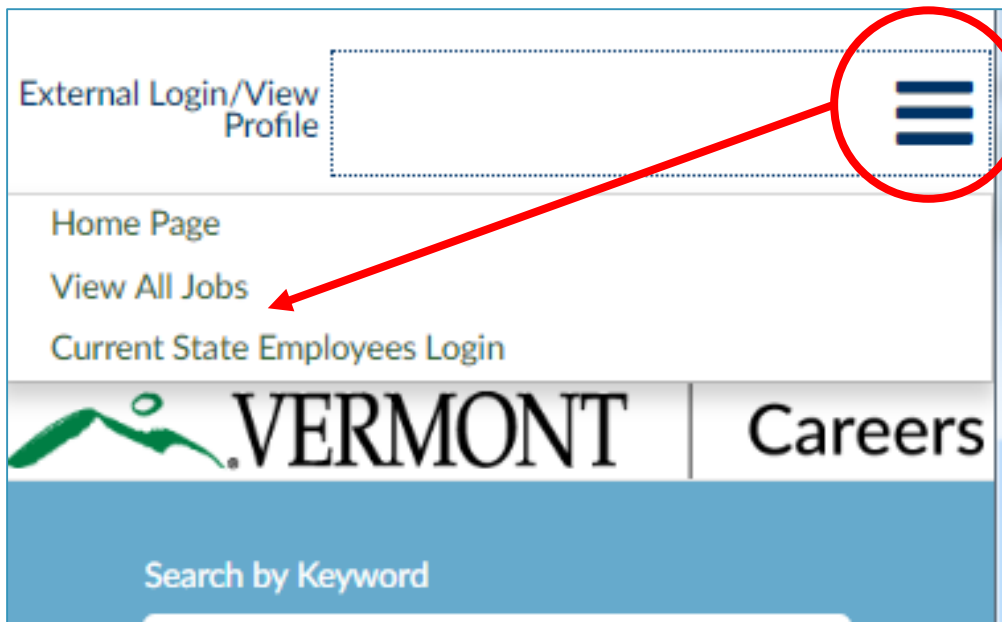 External Login/View
Profile
Home Page
View All Jobs
Current State Employees Login
VERMONT Careers
Search by Keyword